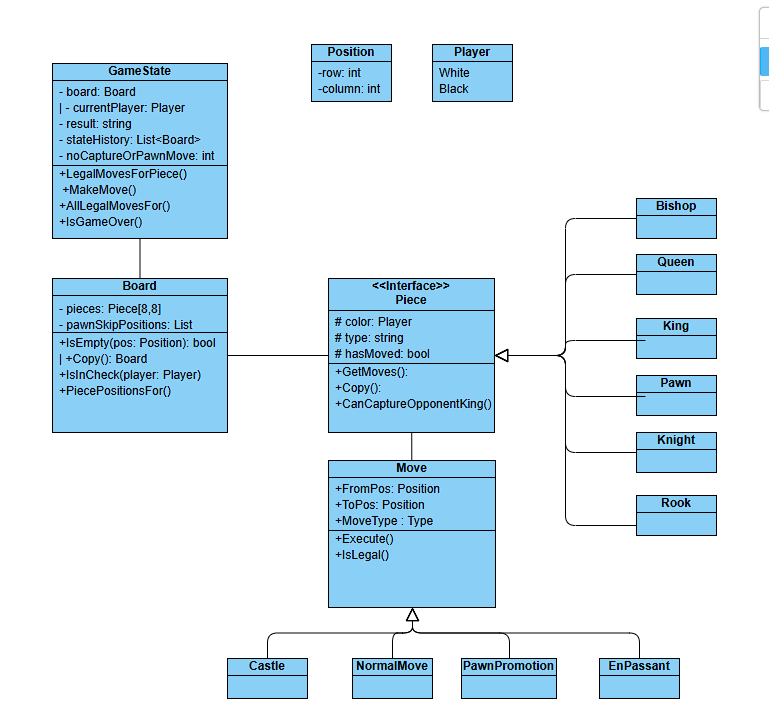 Position
-row: int
-column: int
Player
White
Black
GameState
- board: Board
| - currentPlayer: Player
- result: string
- stateHistory: List<Board>
- noCaptureOrPawnMove: int
+LegalMovesForPiece()
+MakeMove()
+AllLegalMovesFor()
+IsGameOver()
Board
- pieces: Piece[8,8]
- pawnSkipPositions: List
+IsEmpty(pos: Position): bool
| +Copy(): Board
+IsInCheck(player: Player)
+PiecePositionsFor()
<<Interface>>
Piece
# color: Player
# type: string
# hasMoved: bool
+GetMoves():
+Copy():
+CanCaptureOpponentKing()
Bishop
Queen
King
Pawn
Knight
Rook
Move
+FromPos: Position
+ToPos: Position
+MoveType : Type
+Execute()
+IsLegal()
Castle
NormalMove
PawnPromotion
EnPassant